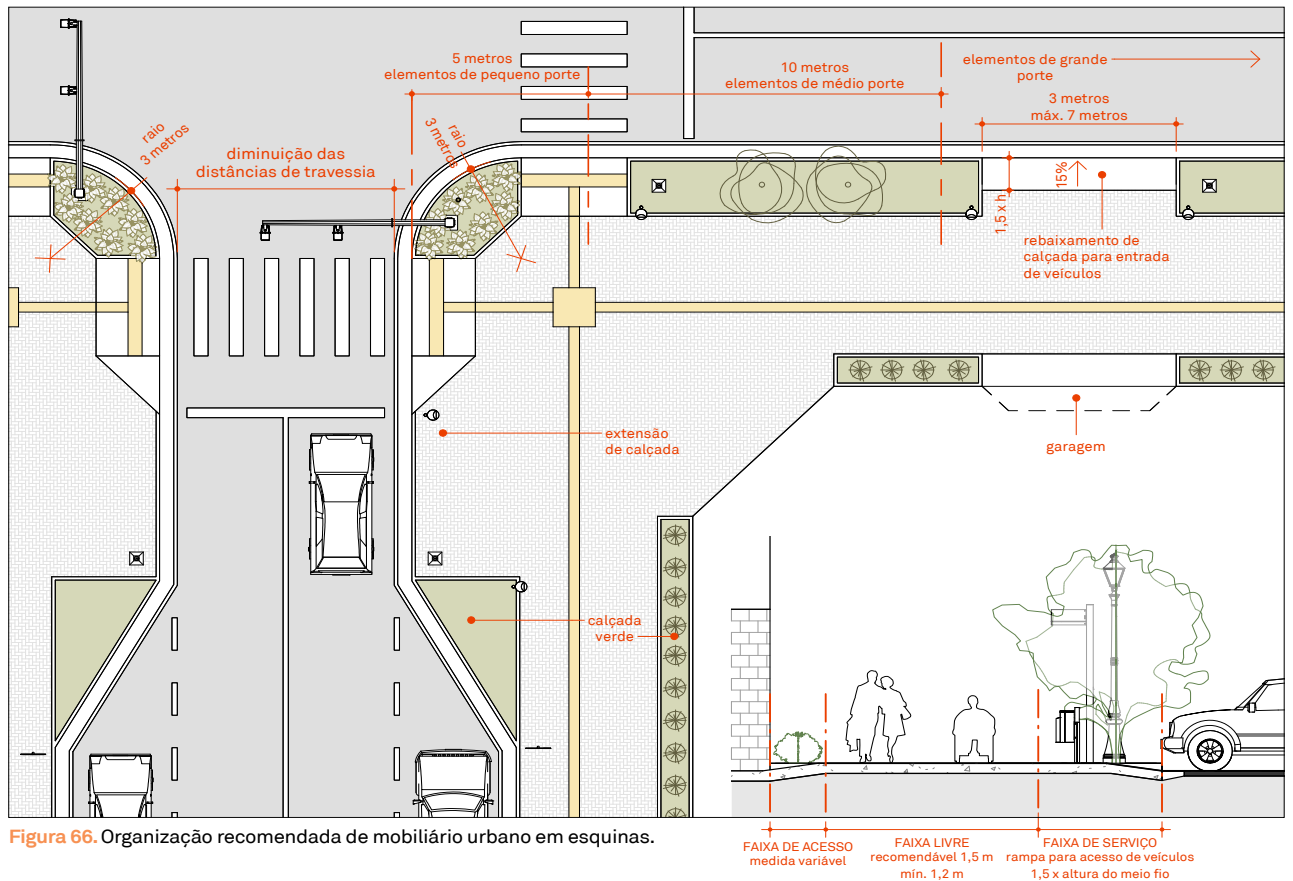 5 metros
elementos de pequeno porte
10 metros
elementos de médio porte
elementos de grande
porte
3 metros
máx. 7 metros
raio
3 metros
diminuição das
distâncias de travessia
raio
3 metros
15%
1,5 x h
rebaixamento de
calçada para entrada
de veículos
extensão
de calçada
garagem
calçada
verde
Figura 66. Organização recomendada de mobiliário urbano em esquinas.
FAIXA DE ACESSO
medida variável
FAIXA LIVRE
recomendável 1,5 m
mín. 1,2 m
FAIXA DE SERVIÇO
rampa para acesso de veículos
1,5 x altura do meio fio